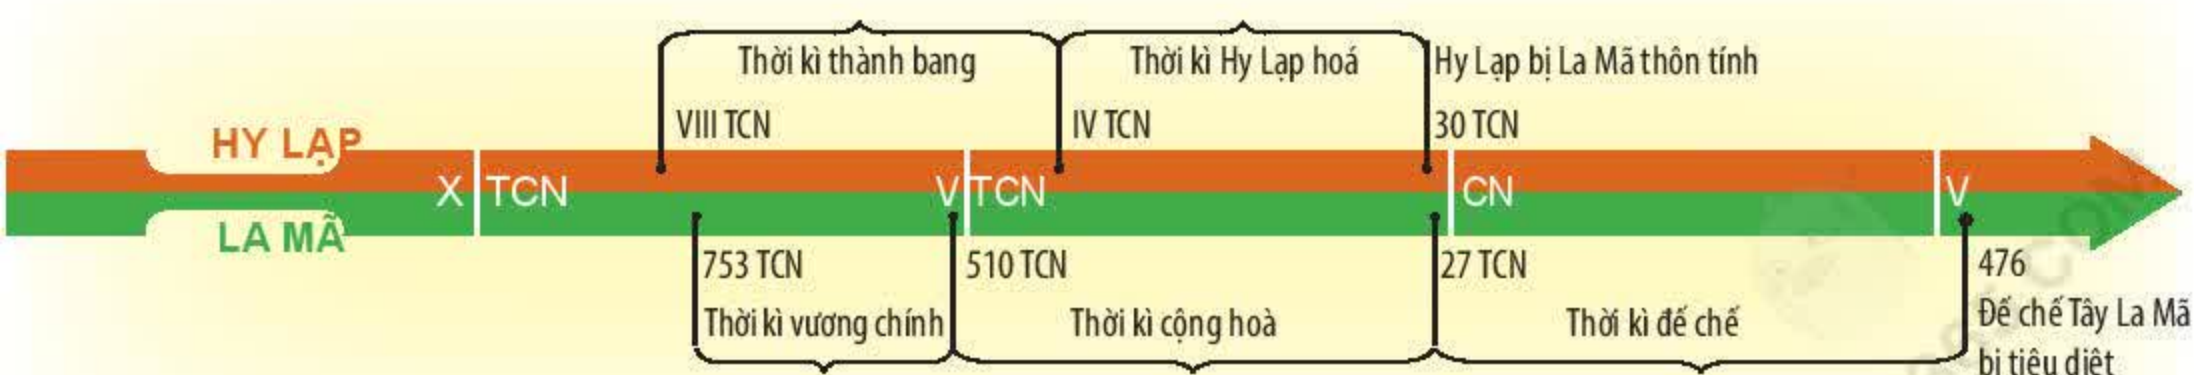 Thời kì thành bang
Thời kì Hy Lạp hoá
Hy Lạp bị La Mã thôn tính
VIII TCN
IV TCN
30 TCN
HY LẠP
X TCN
V TCN
CN
V
LA MÃ
753 TCN
510 TCN
27 TCN
476
Thời kì vương chính
Thời kì cộng hoà
Thời kì đế chế
Đế chế Tây La Mã
bị tiêu diệt